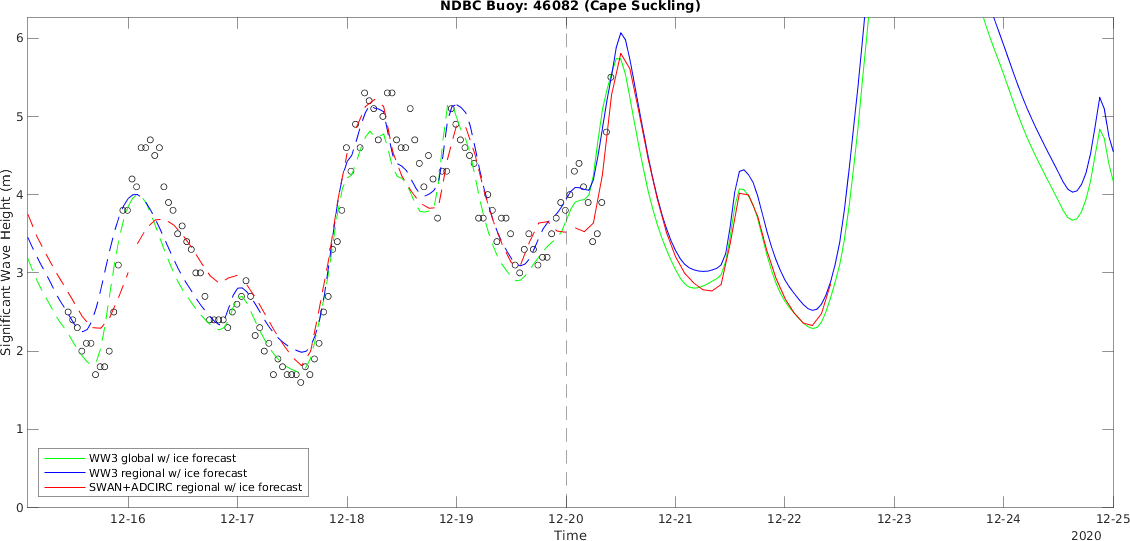 NDBC Buoy: 46082 (Cape Suckling)
Significant Wave Height (m)
6
5
4
3
2
1
0
WW3 global w/ ice forecast
WW3 regional w/ ice forecast
SWAN+ADCIRC regional w/ ice forecast
12-16 12-17 12-18 12-19 12-20 12-21 12-22 12-23 12-24 12-25
Time
2020